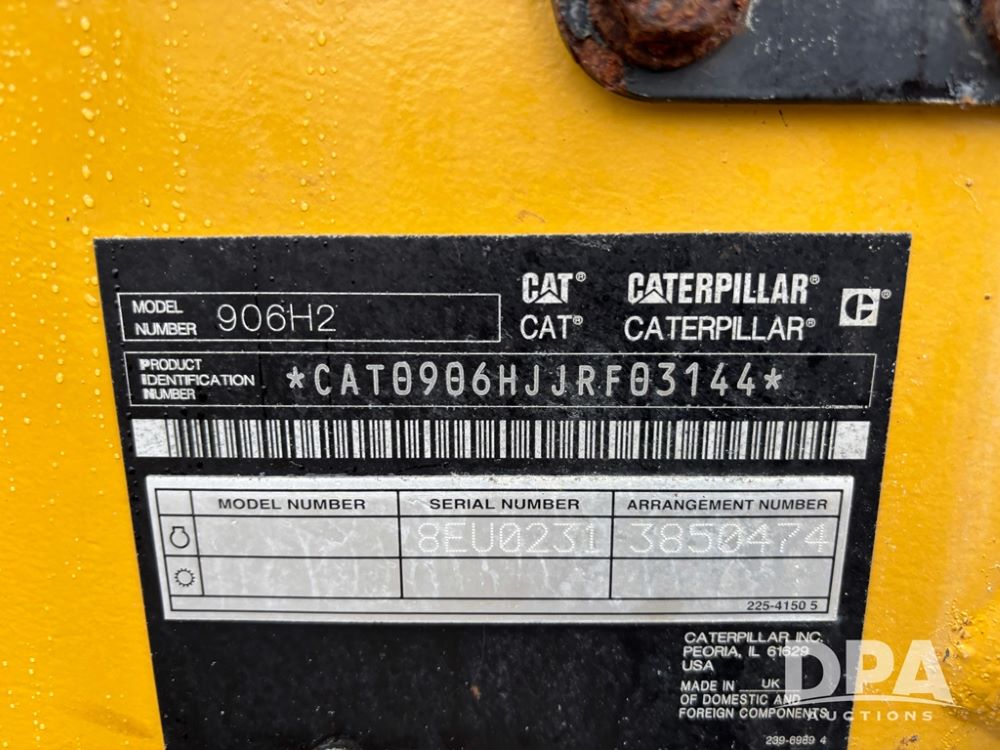 CAT® CATERPILLAR®
CAT® CATERPILLAR®
MODEL NUMBER 906H2
PRODUCT IDENTIFICATION NUMBER *CAT0906HJJRF03144*
MODEL NUMBER SERIAL NUMBER ARRANGEMENT NUMBER
8EU0231 3850474
225-4150 5
CATERPILLAR INC.
PEORIA, IL 61629
USA
MADE IN UK
OF DOMESTIC AND
FOREIGN COMPONENTS
239-6989 4
DPA
AUCTIONS